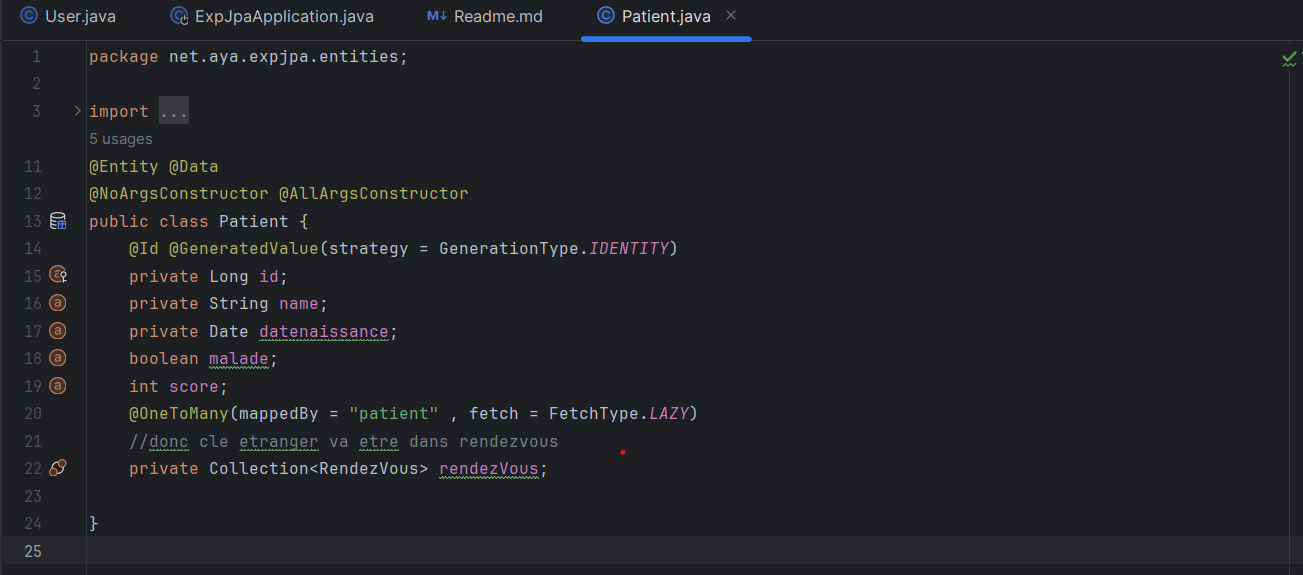 User.java ExpJpaApplication.java M↓ Readme.md Patient.java
1 package net.aya.expjpa.entities;
2
3 import ...
5 usages
11 @Entity @Data
12 @NoArgsConstructor @AllArgsConstructor
13 public class Patient {
14 @Id @GeneratedValue(strategy = GenerationType.IDENTITY)
15 private Long id;
16 private String name;
17 private Date datenaissance;
18 boolean malade;
19 int score;
20 @OneToMany(mappedBy = "patient" , fetch = FetchType.LAZY)
21 //donc cle etranger va etre dans rendezvous
22 private Collection<RendezVous> rendezVous;
23
24 }
25